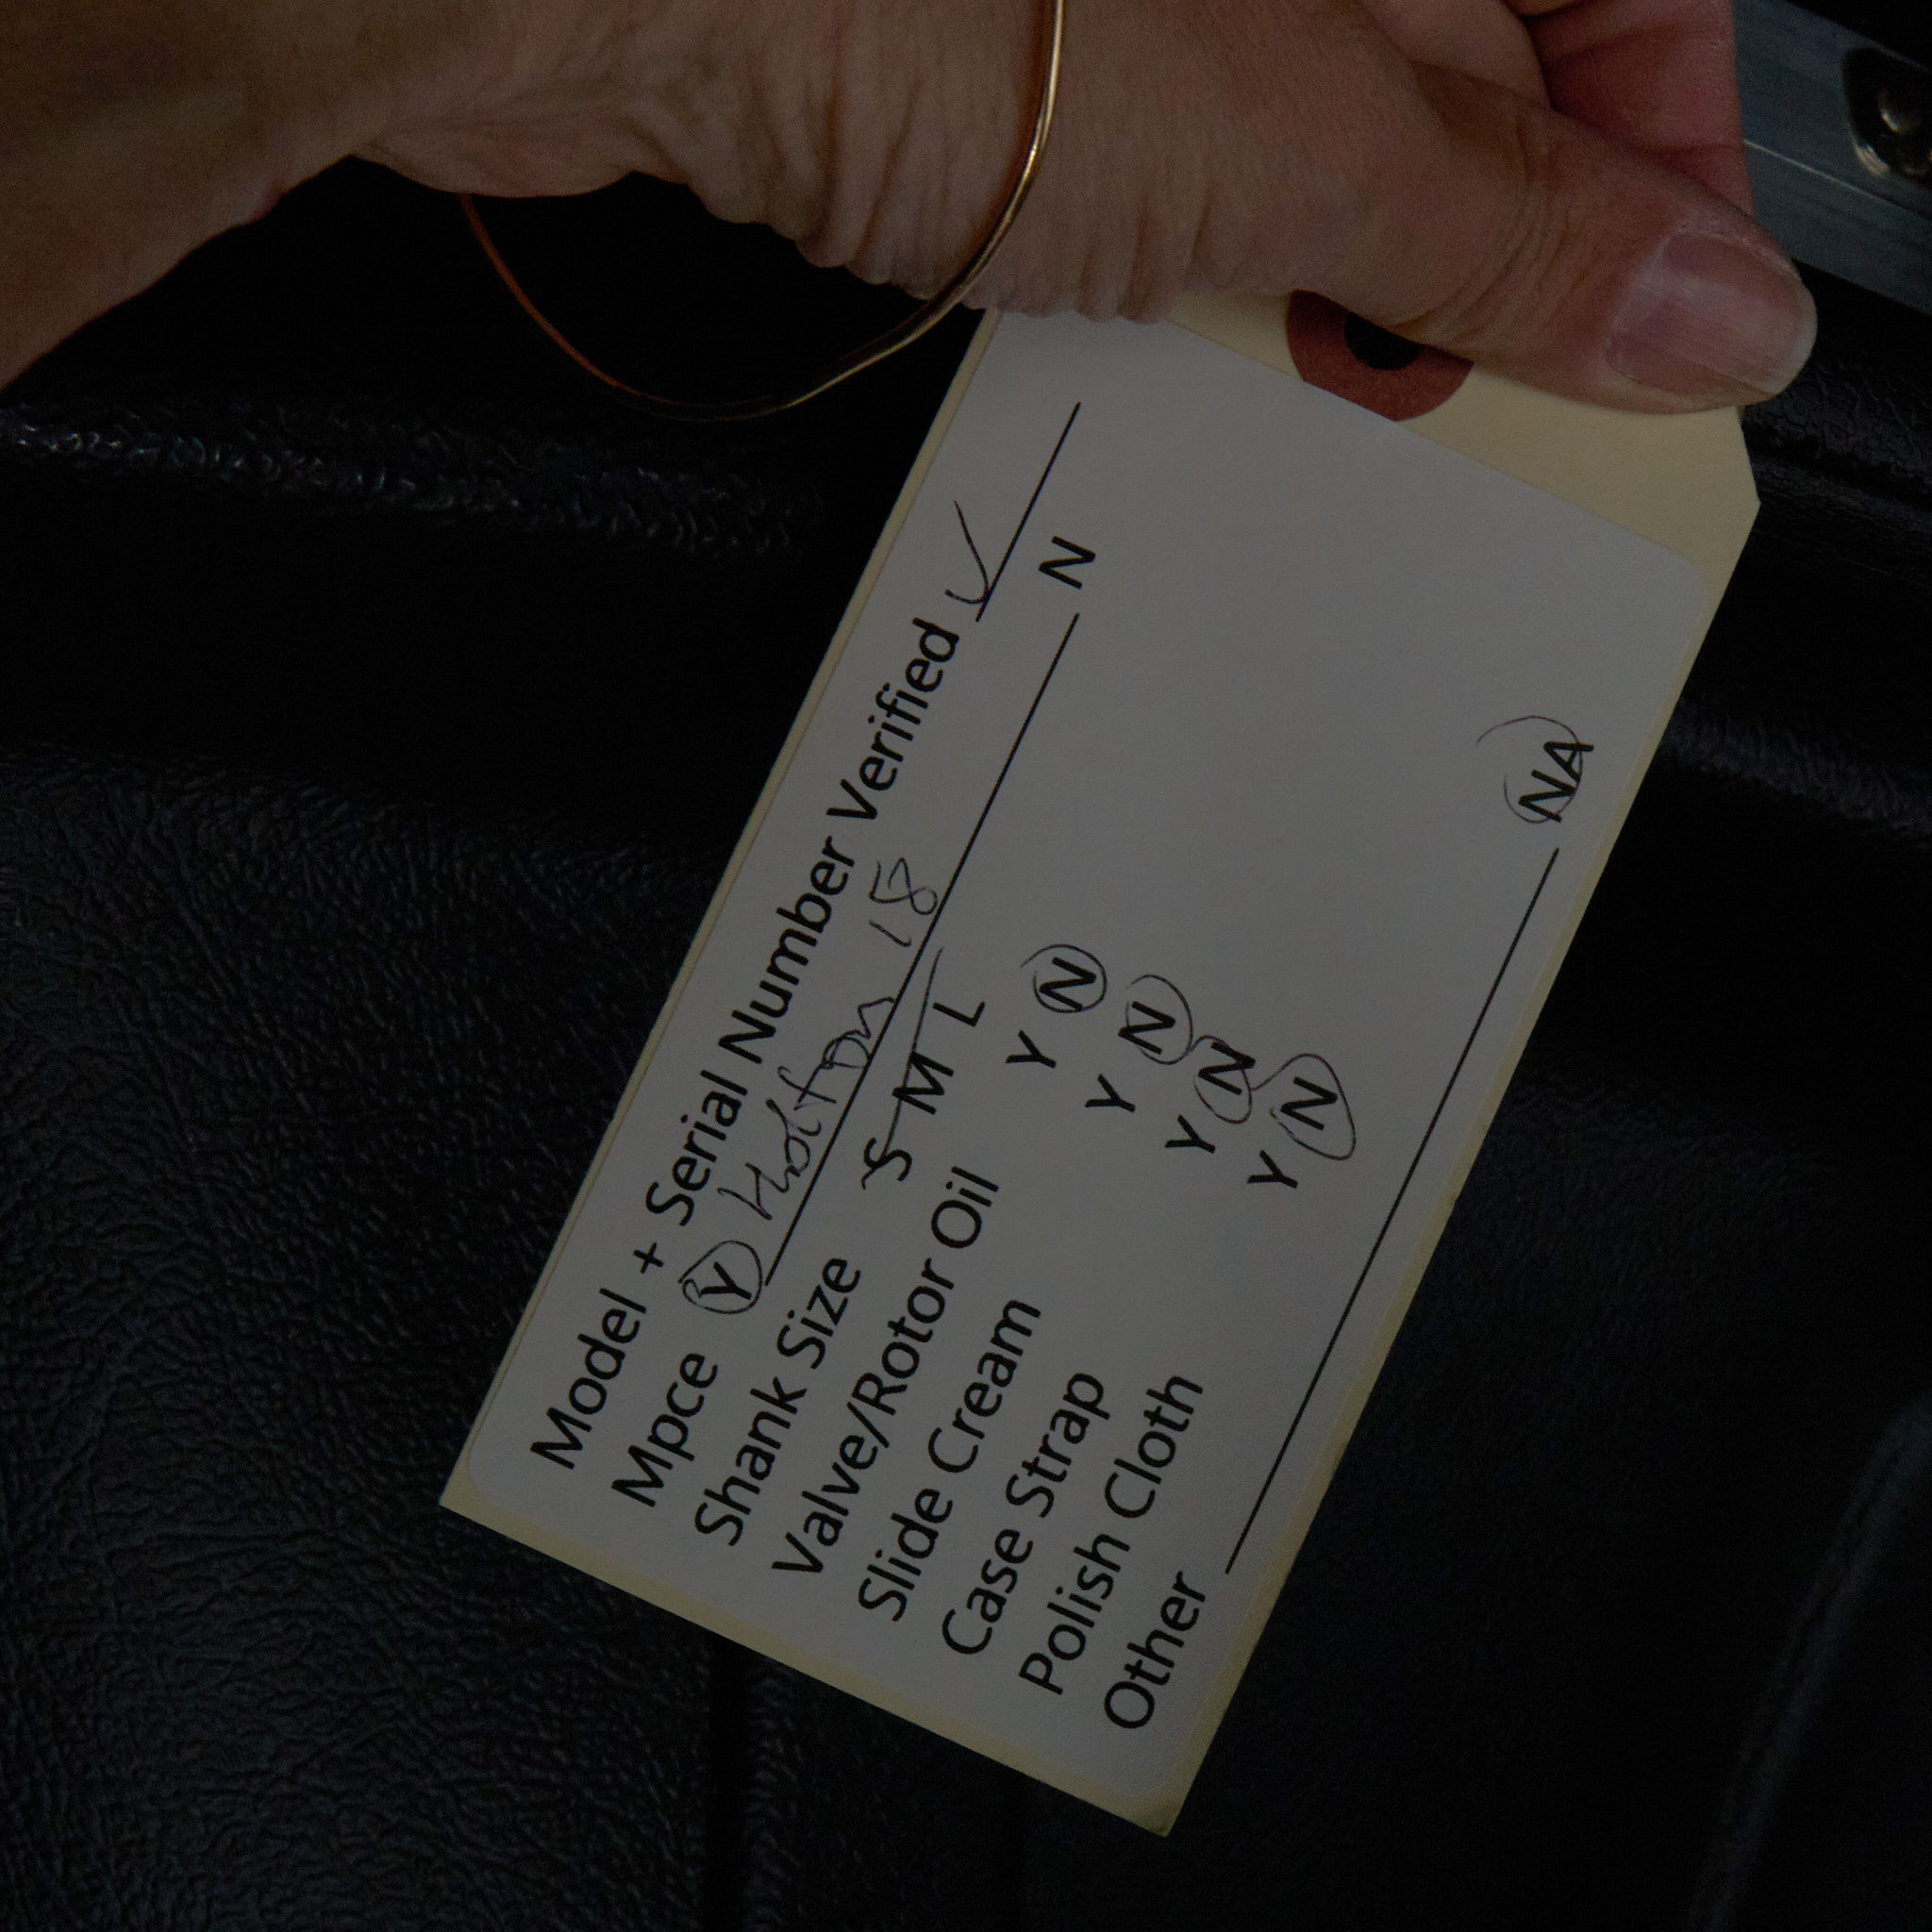 Model + Serial Number Verified ✓
Mpce Y Holton 18 N
Shank Size S M L
Valve/Rotor Oil Y N
Slide Cream Y N
Case Strap Y N
Polish Cloth Y N
Other NA